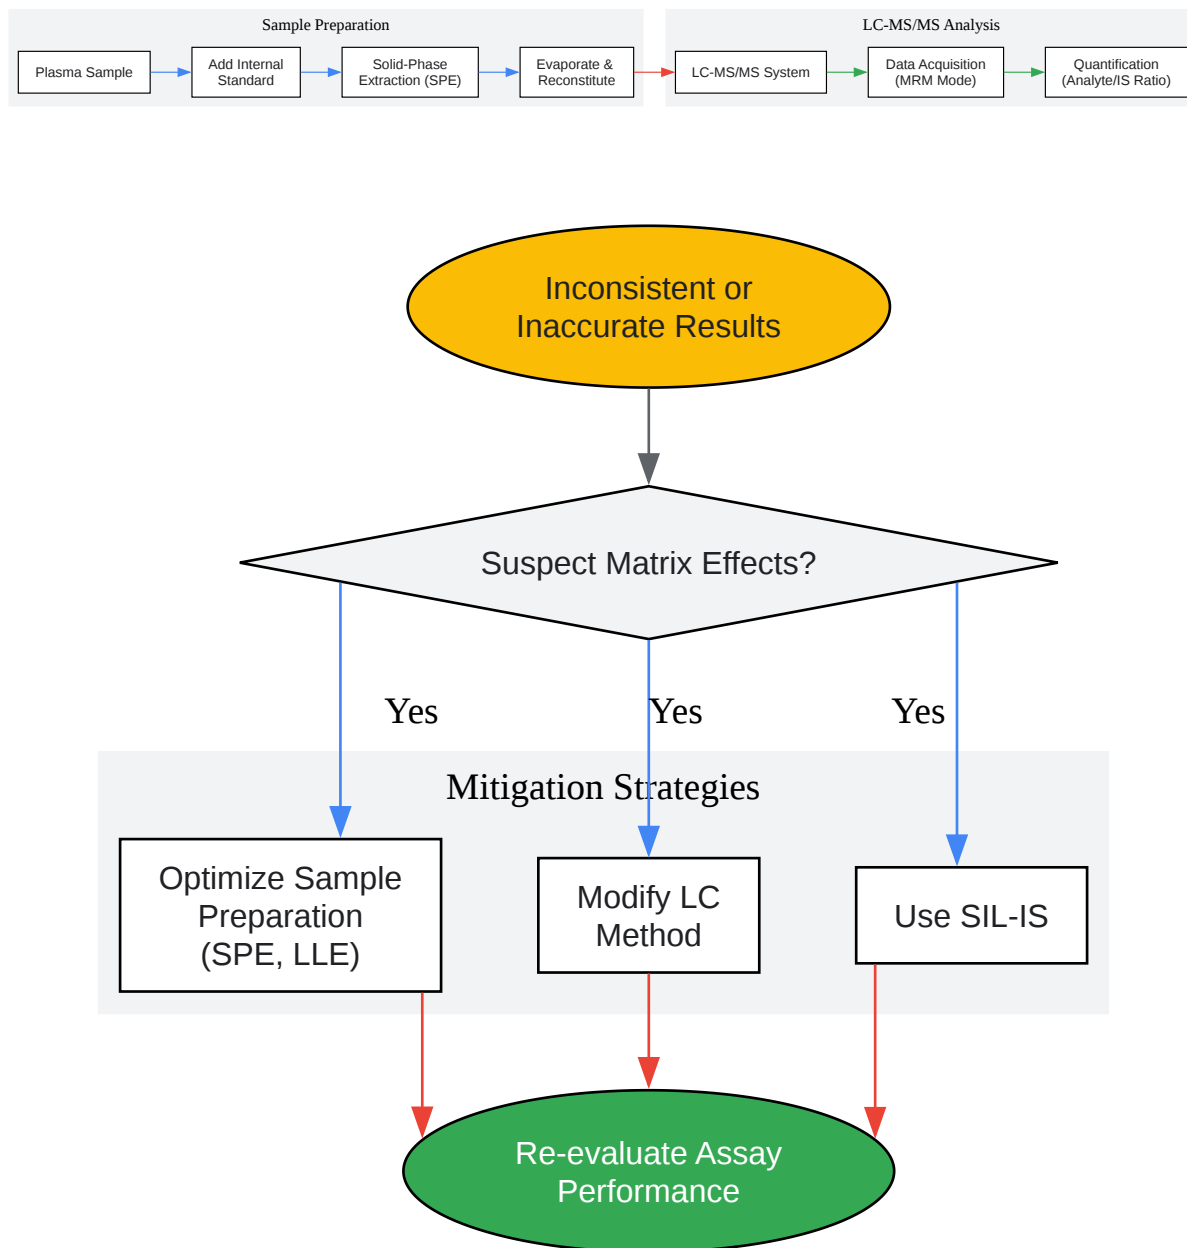 Sample Preparation
LC-MS/MS Analysis
Plasma Sample
Add Internal
Standard
Solid-Phase
Extraction (SPE)
Evaporate &
Reconstitute
LC-MS/MS System
Data Acquisition
(MRM Mode)
Quantification
(Analyte/IS Ratio)
Inconsistent or
Inaccurate Results
Suspect Matrix Effects?
Yes
Yes
Yes
Mitigation Strategies
Optimize Sample
Preparation
(SPE, LLE)
Modify LC
Method
Use SIL-IS
Re-evaluate Assay
Performance